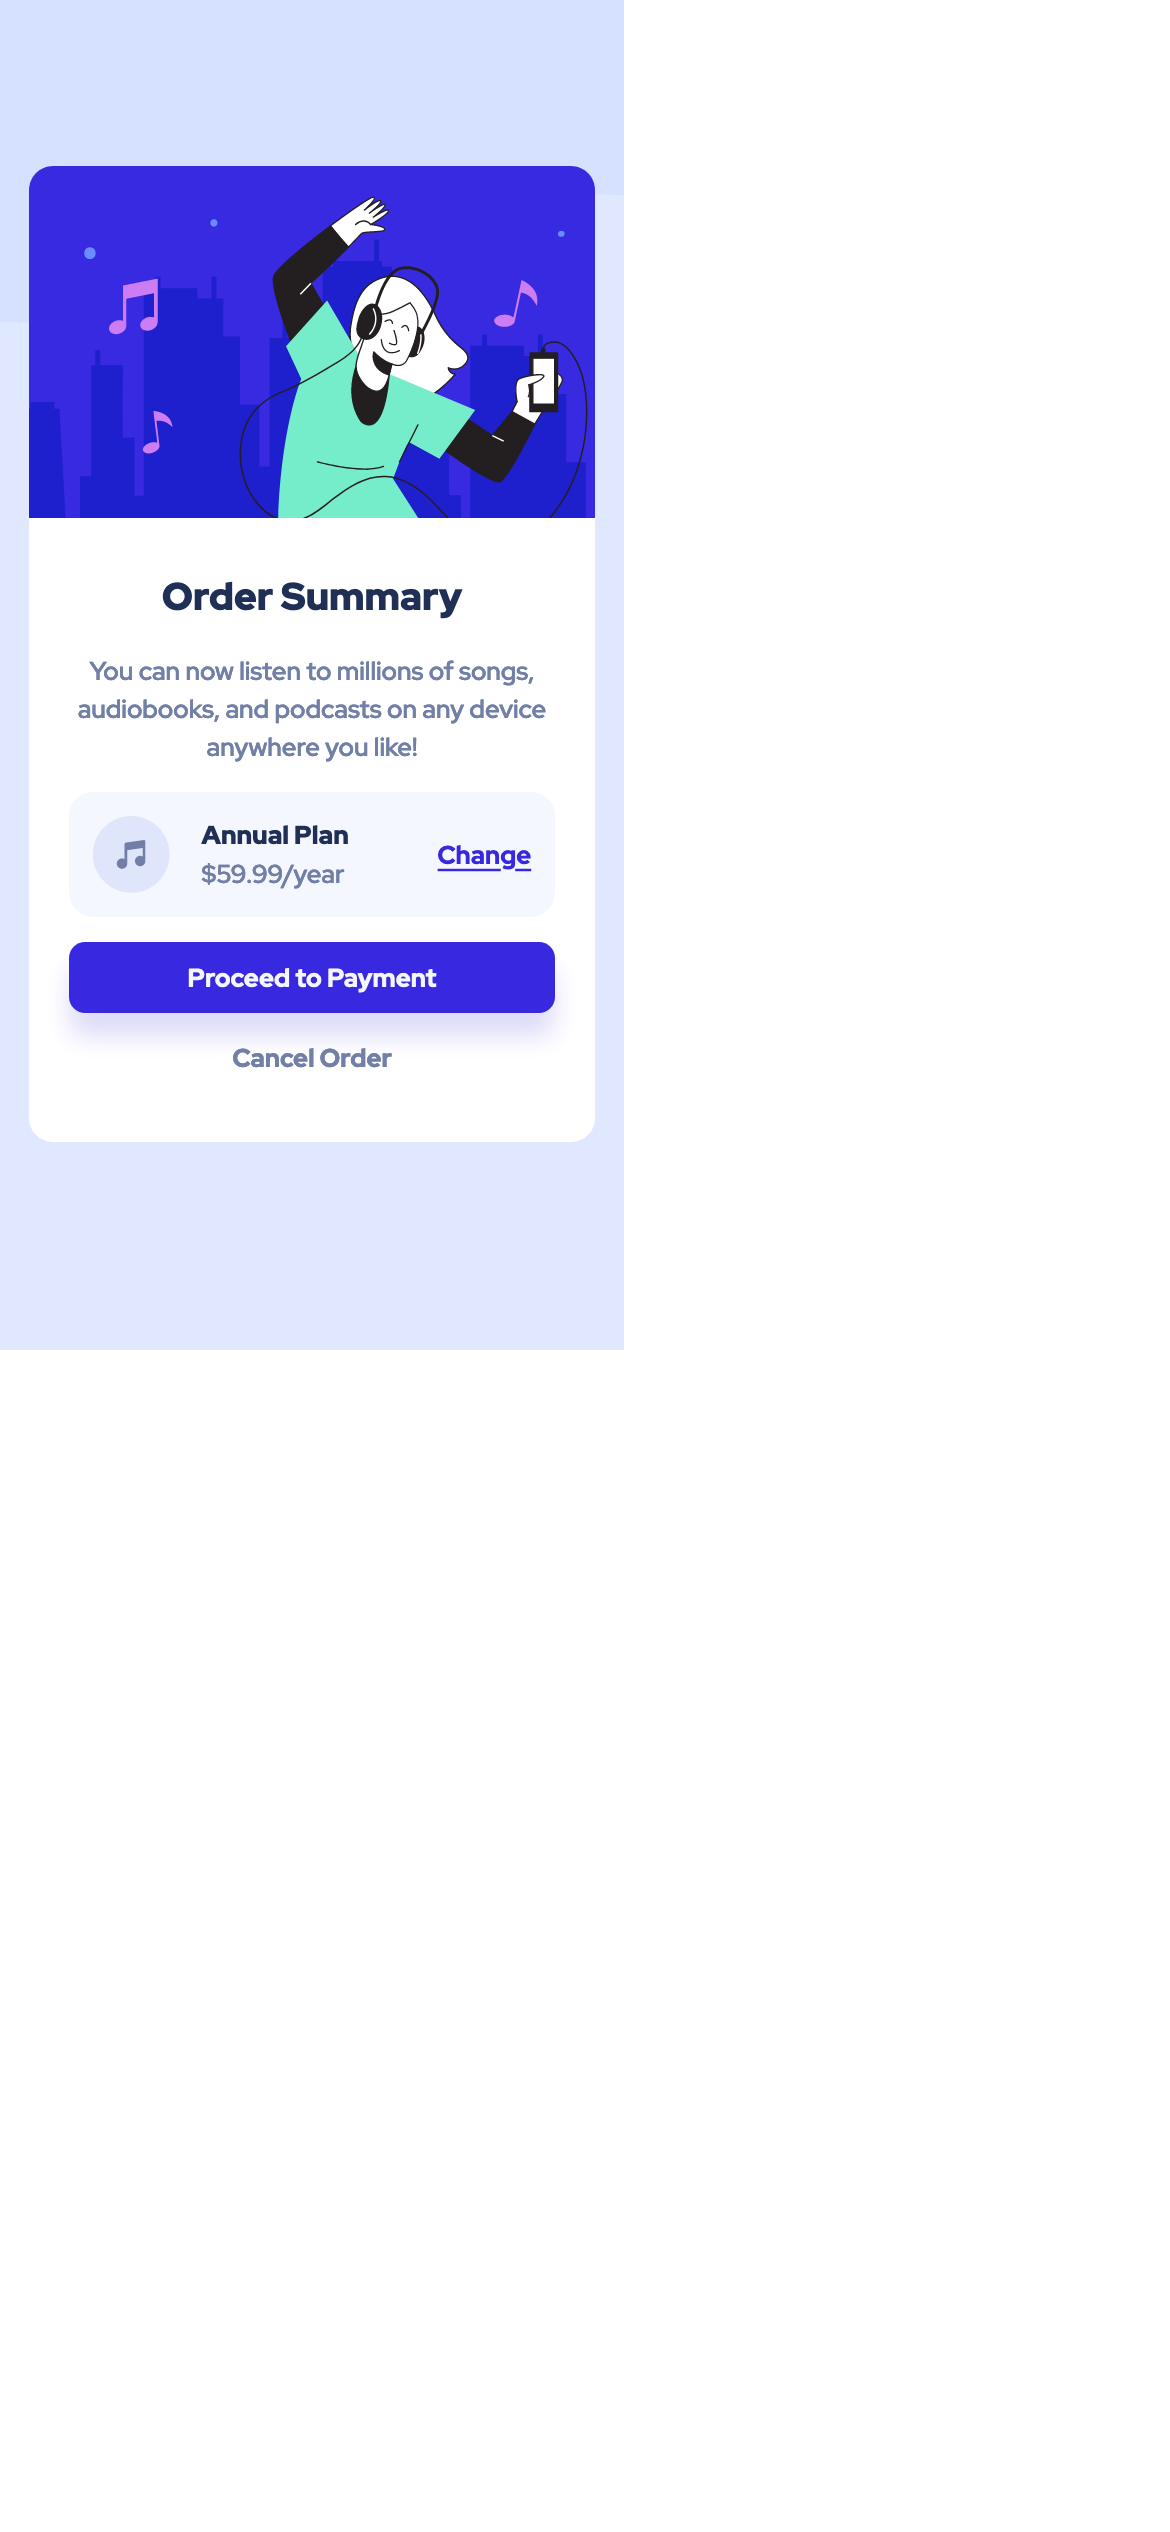 Order Summary
You can now listen to millions of songs,
audiobooks, and podcasts on any device
anywhere you like!
Annual Plan
$59.99/year
Change
Proceed to Payment
Cancel Order